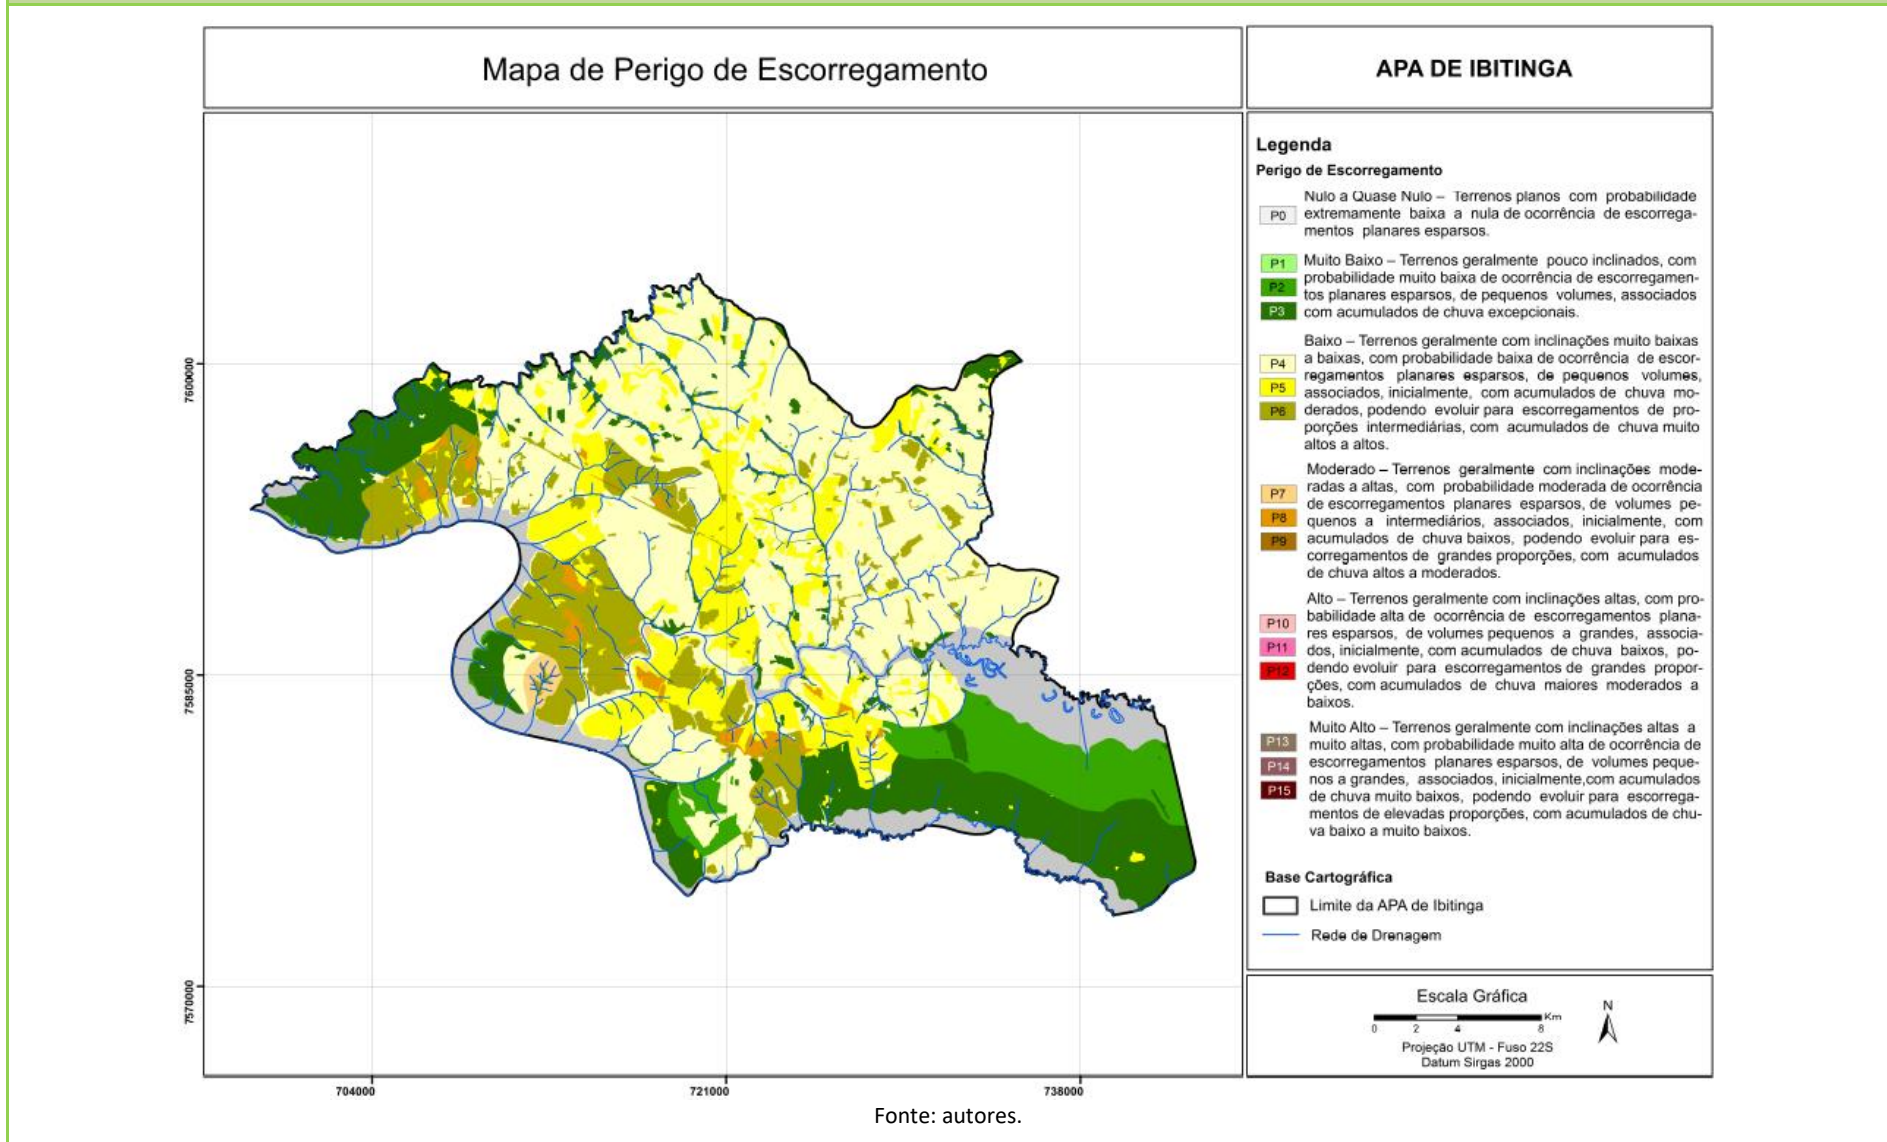 Mapa de Perigo de Escorregamento
APA DE IBITINGA
Legenda
Perigo de Escorregamento
P0
Nulo a Quase Nulo – Terrenos planos com probabilidade
extremamente baixa a nula de ocorrência de escorrega-
mentos planares esparsos.
P1
P2
P3
Muito Baixo – Terrenos geralmente pouco inclinados, com
probabilidade muito baixa de ocorrência de escorregamen-
tos planares esparsos, de pequenos volumes, associados
com acumulados de chuva excepcionais.
P4
P5
P6
Baixo – Terrenos geralmente com inclinações muito baixas
a baixas, com probabilidade baixa de ocorrência de escor-
regamentos planares esparsos, de pequenos volumes,
associados, inicialmente, com acumulados de chuva mo-
derados, podendo evoluir para escorregamentos de pro-
porções intermediárias, com acumulados de chuva muito
altos a altos.
P7
P8
P9
Moderado – Terrenos geralmente com inclinações mode-
radas a altas, com probabilidade moderada de ocorrência
de escorregamentos planares esparsos, de volumes pe-
quenos a intermediários, associados, inicialmente, com
acumulados de chuva baixos, podendo evoluir para es-
corregamentos de grandes proporções, com acumulados
de chuva altos a moderados.
P10
P11
P12
Alto – Terrenos geralmente com inclinações altas, com pro-
babilidade alta de ocorrência de escorregamentos plana-
res esparsos, de volumes pequenos a grandes, associa-
dos, inicialmente, com acumulados de chuva baixos, po-
dendo evoluir para escorregamentos de grandes propor-
ções, com acumulados de chuva maiores moderados a
baixos.
P13
P14
P15
Muito Alto – Terrenos geralmente com inclinações altas a
muito altas, com probabilidade muito alta de ocorrência de
escorregamentos planares esparsos, de volumes peque-
nos a grandes, associados, inicialmente,com acumulados
de chuva muito baixos, podendo evoluir para escorrega-
mentos de elevadas proporções, com acumulados de chu-
va baixo a muito baixos.
Base Cartográfica
Limite da APA de Ibitinga
Rede de Drenagem
Escala Gráfica
0 2 4 8 Km
N
Projeção UTM - Fuso 22S
Datum Sirgas 2000
7600000
7585000
7570000
704000 721000 738000
Fonte: autores.